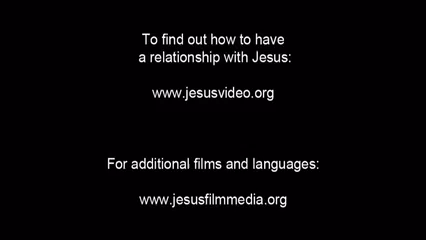 To find out how to have
a relationship with Jesus:
www.jesusvideo.org
For additional films and languages:
www.jesusfilmmedia.org